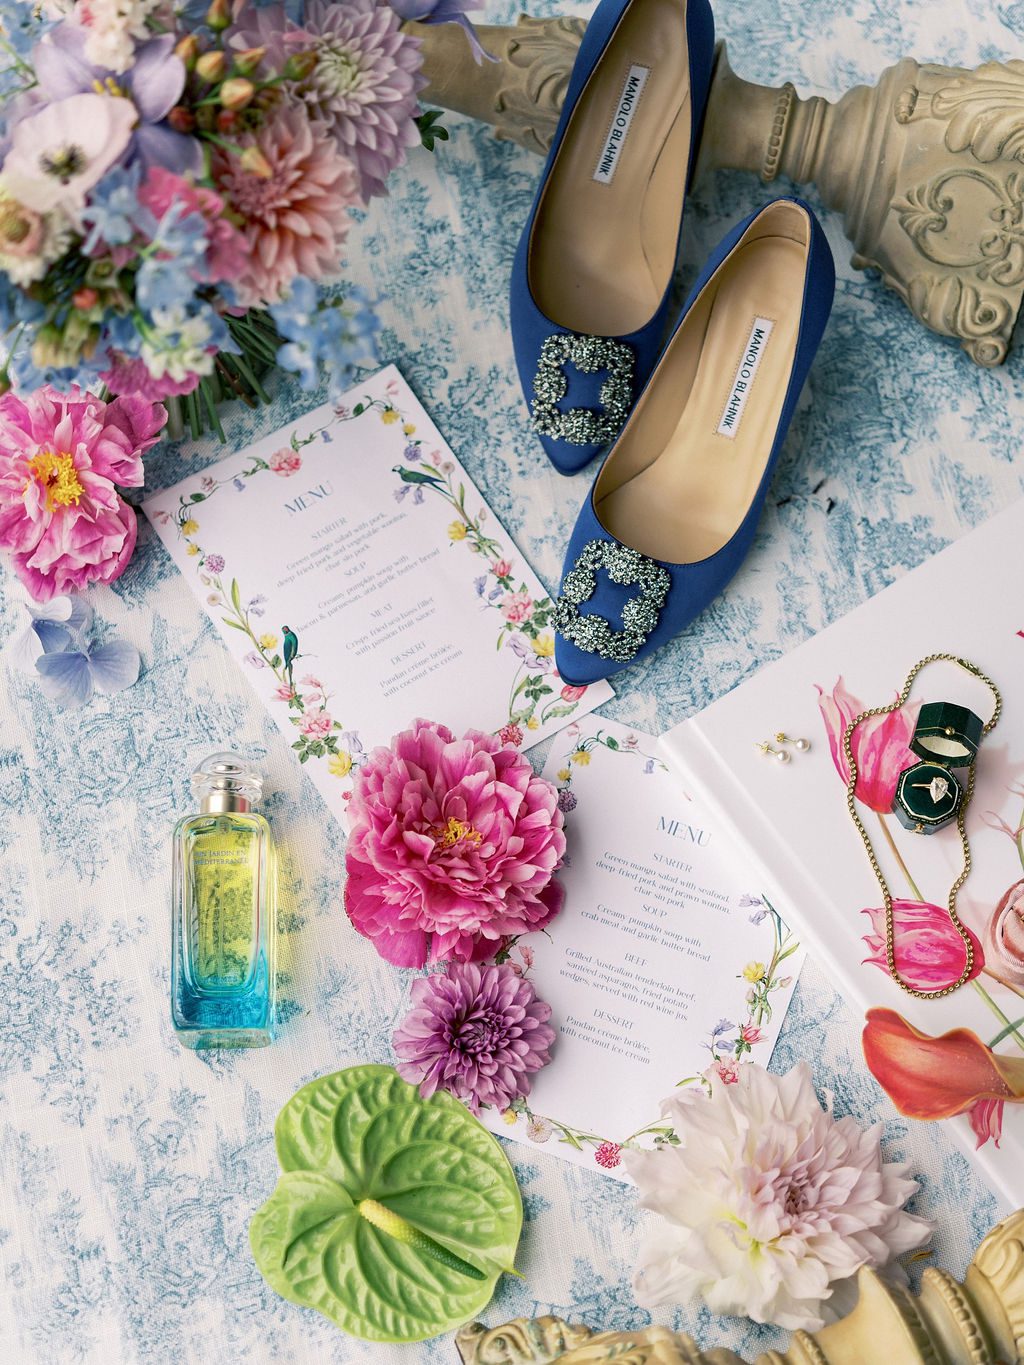 MANOLO BLAHNIK
MANOLO BLAHNIK
MENU
STARTER
Green mango salad with pork,
deep-fried pork and vegetable wonton,
char siu pork
SOUP
Creamy pumpkin soup with
bacon & parmesan, and garlic butter bread
MEAT
Crispy fried sea bass fillet
with passion fruit sauce
DESSERT
Pandan crème brûlée
with coconut ice cream
UN JARDIN EN
MÉDITERRANÉE
MENU
STARTER
Green mango salad with seafood,
deep-fried pork and prawn wonton,
char siu pork
SOUP
Creamy pumpkin soup with
crab meat and garlic butter bread
BEEF
Grilled Australian tenderloin beef,
sauteed asparagus, fried potato
wedges, served with red wine jus
DESSERT
Pandan crème brûlée,
with coconut ice cream